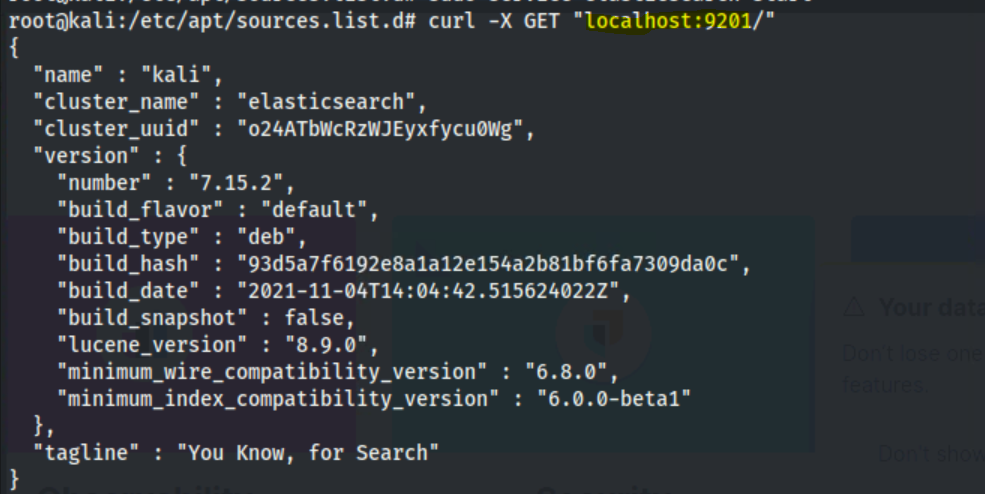 root@kali:/etc/apt/sources.list.d# curl -X GET "localhost:9201/"
{
  "name" : "kali",
  "cluster_name" : "elasticsearch",
  "cluster_uuid" : "o24ATbWcRzWJEyxfycu0Wg",
  "version" : {
    "number" : "7.15.2",
    "build_flavor" : "default",
    "build_type" : "deb",
    "build_hash" : "93d5a7f6192e8a1a12e154a2b81bf6fa7309da0c",
    "build_date" : "2021-11-04T14:04:42.515624022Z",
    "build_snapshot" : false,
    "lucene_version" : "8.9.0",
    "minimum_wire_compatibility_version" : "6.8.0",
    "minimum_index_compatibility_version" : "6.0.0-beta1"
  },
  "tagline" : "You Know, for Search"
}
Your data
Don't lose one
features.
Don't show